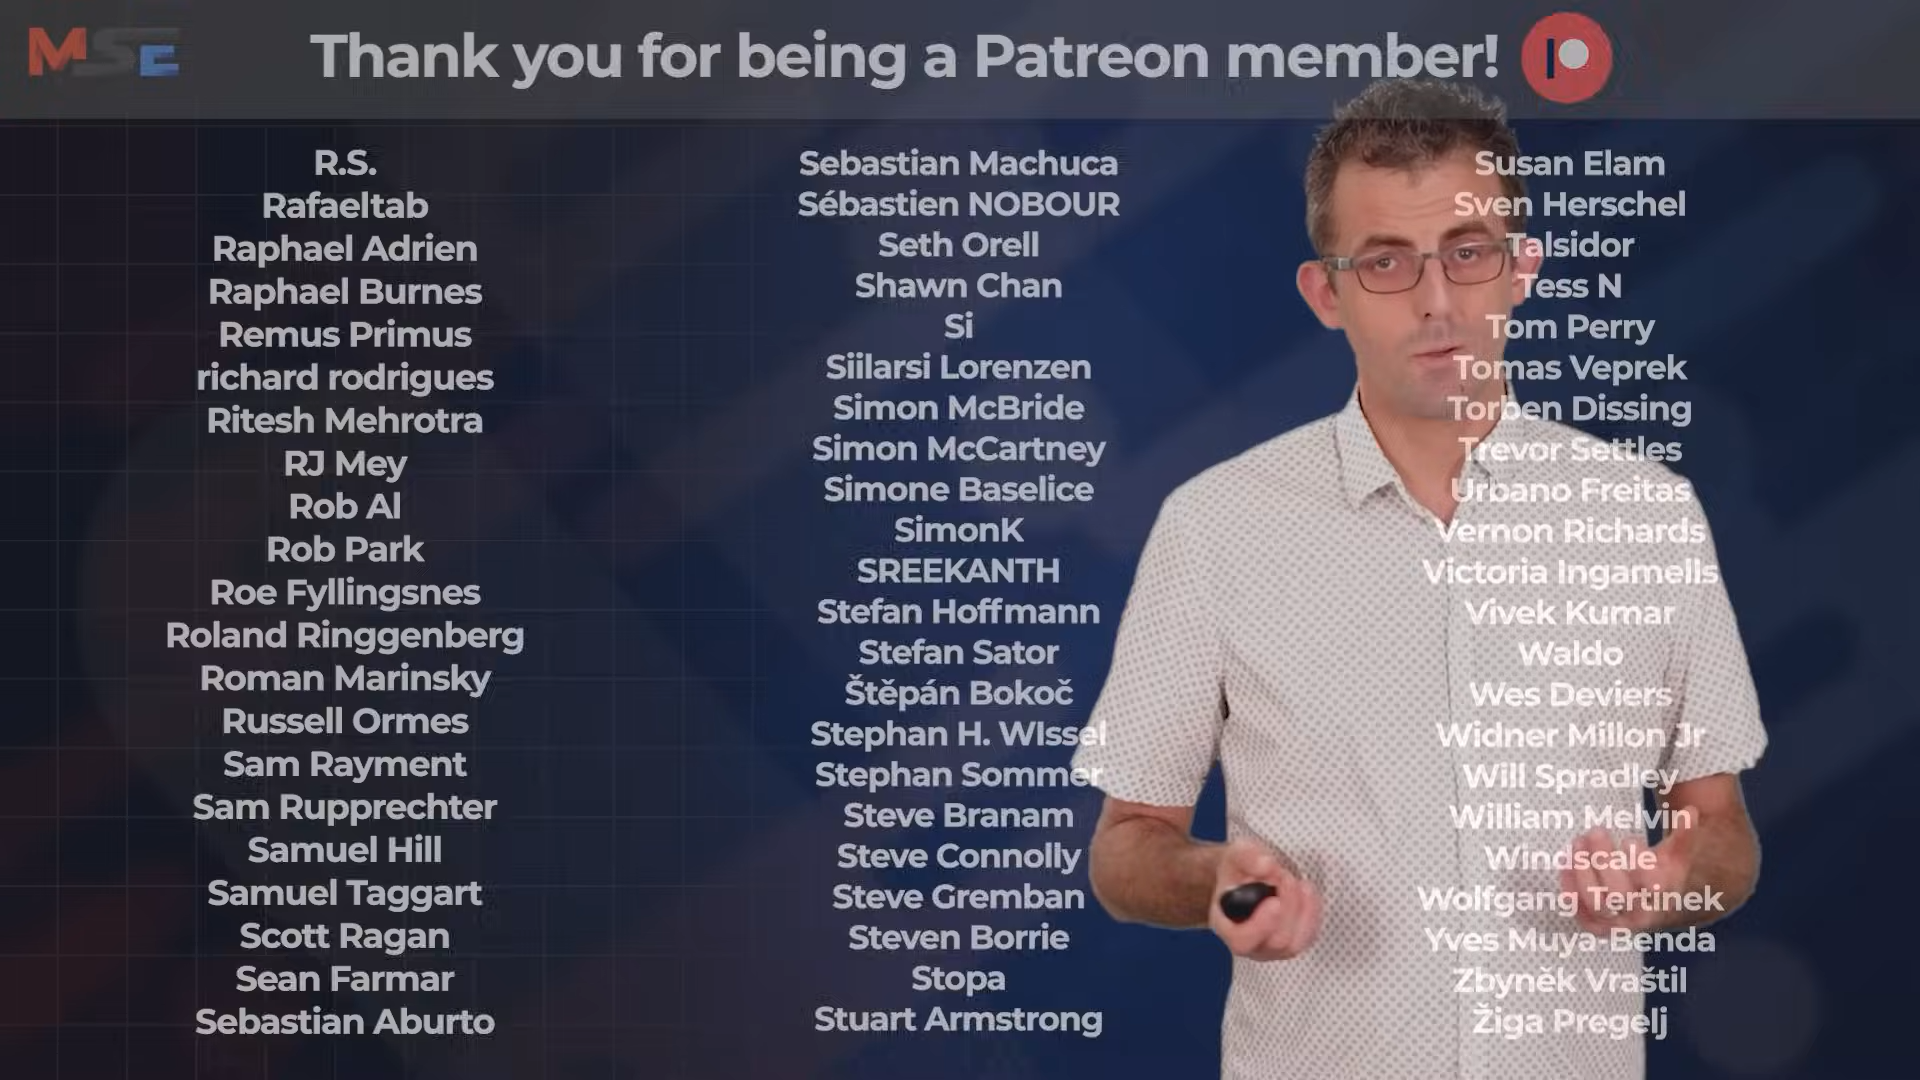 MSE
Thank you for being a Patreon member!
R.S.
Rafaeltab
Raphael Adrien
Raphael Burnes
Remus Primus
richard rodrigues
Ritesh Mehrotra
RJ Mey
Rob Al
Rob Park
Roe Fyllingsnes
Roland Ringgenberg
Roman Marinsky
Russell Ormes
Sam Rayment
Sam Rupprechter
Samuel Hill
Samuel Taggart
Scott Ragan
Sean Farmar
Sebastian Aburto
Sebastian Machuca
Sébastien NOBOUR
Seth Orell
Shawn Chan
Si
Siilarsi Lorenzen
Simon McBride
Simon McCartney
Simone Baselice
SimonK
SREEKANTH
Stefan Hoffmann
Stefan Sator
Štěpán Bokoč
Stephan H. WIssel
Stephan Sommer
Steve Branam
Steve Connolly
Steve Gremban
Steven Borrie
Stopa
Stuart Armstrong
Susan Elam
Sven Herschel
Talsidor
Tess N
Tom Perry
Tomas Veprek
Torben Dissing
Trevor Settles
Urbano Freitas
Vernon Richards
Victoria Ingamells
Vivek Kumar
Waldo
Wes Deviers
Widner Millon Jr
Will Spradley
William Melvin
Windscale
Wolfgang Tertinek
Yves Muya-Benda
Zbyněk Vraštil
Žiga Pregelj